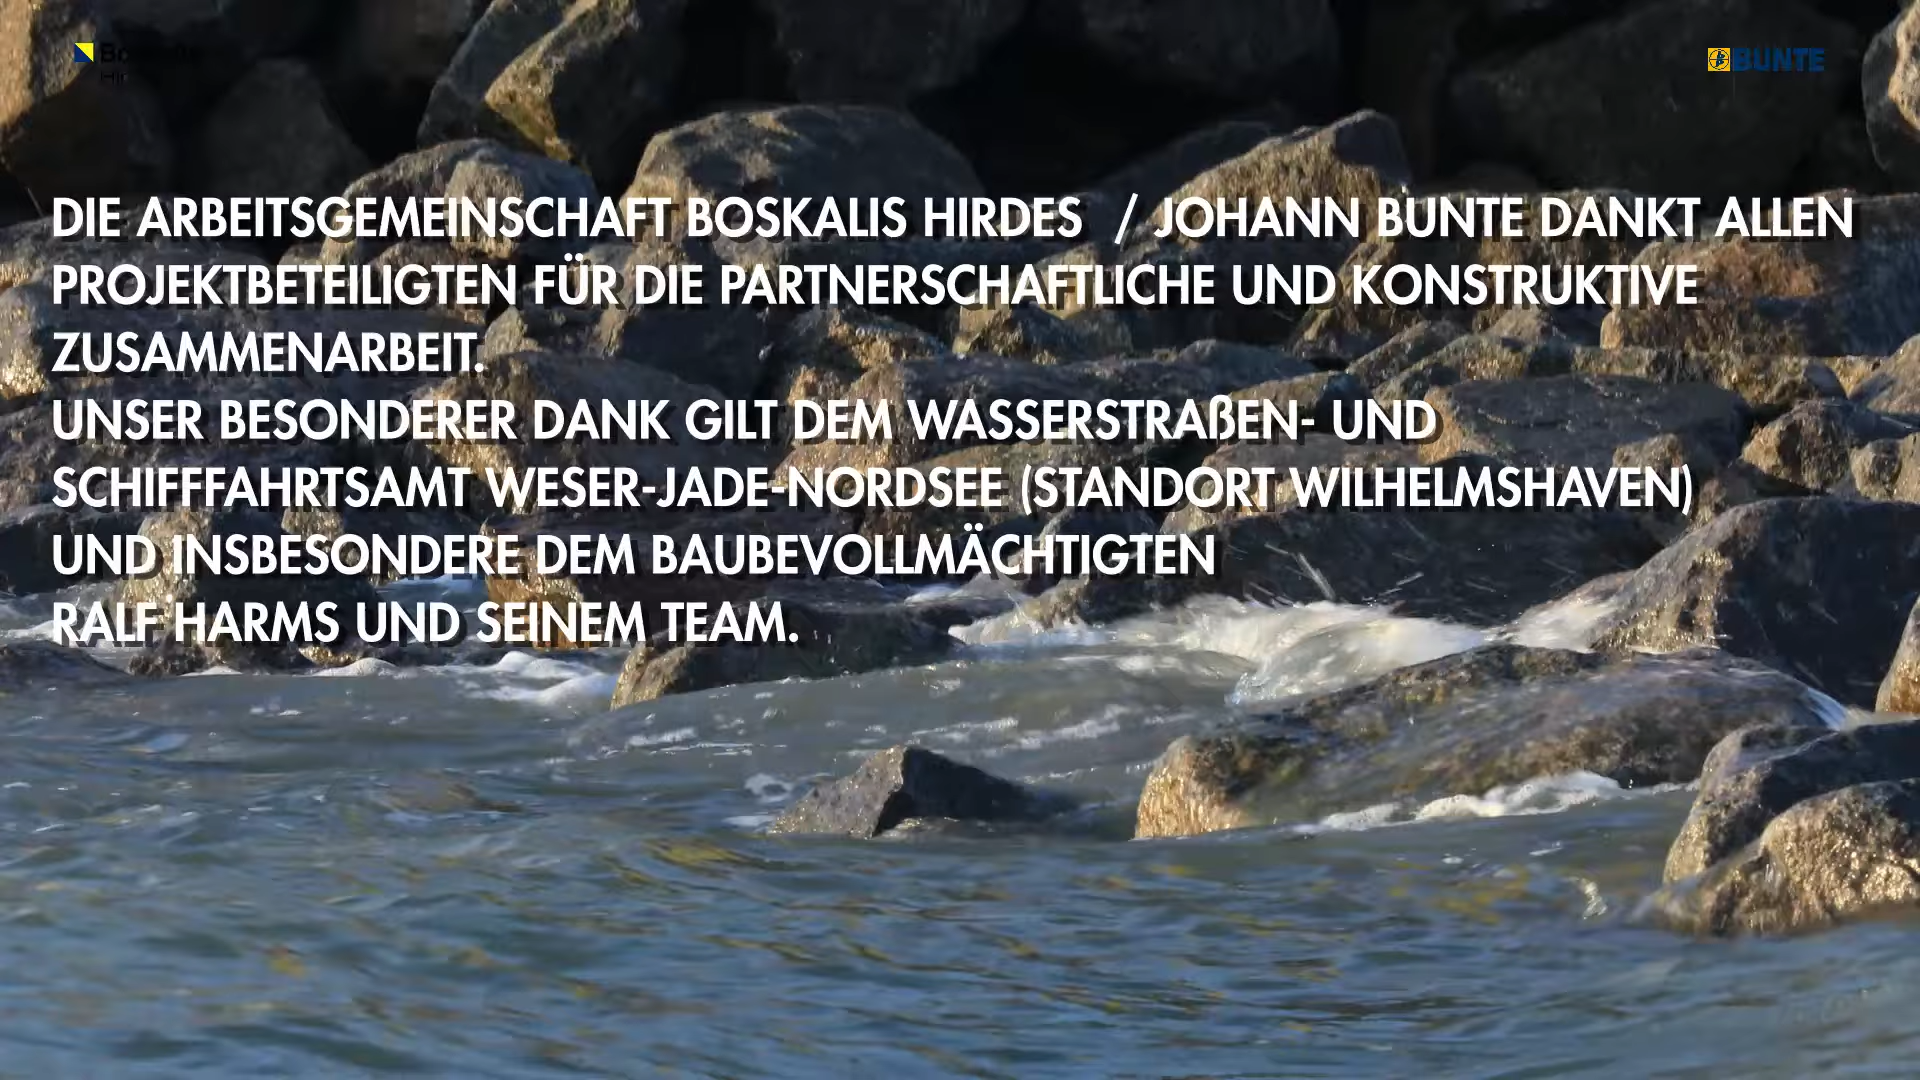 BUNTE
DIE ARBEITSGEMEINSCHAFT BOSKALIS HIRDES / JOHANN BUNTE DANKT ALLEN
PROJEKTBETEILIGTEN FÜR DIE PARTNERSCHAFTLICHE UND KONSTRUKTIVE
ZUSAMMENARBEIT.
UNSER BESONDERER DANK GILT DEM WASSERSTRAßEN- UND
SCHIFFFAHRTSAMT WESER-JADE-NORDSEE (STANDORT WILHELMSHAVEN)
UND INSBESONDERE DEM BAUBEVOLLMÄCHTIGTEN
RALF HARMS UND SEINEM TEAM.